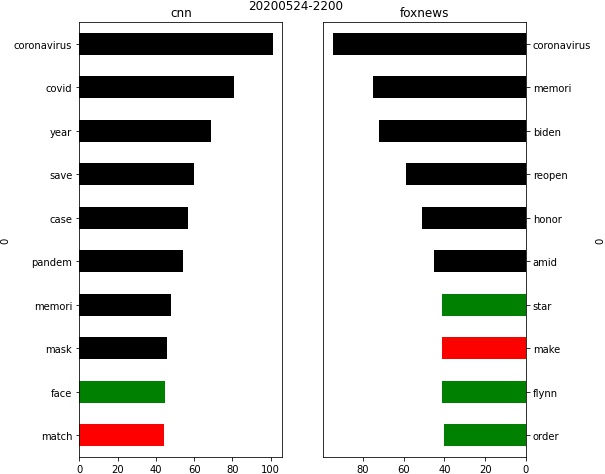 20200524-2200
cnn
foxnews
coronavirus
covid
year
save
case
pandem
memori
mask
face
match
0
0 20 40 60 80 100
coronavirus
memori
biden
reopen
honor
amid
star
make
flynn
order
0
80 60 40 20 0